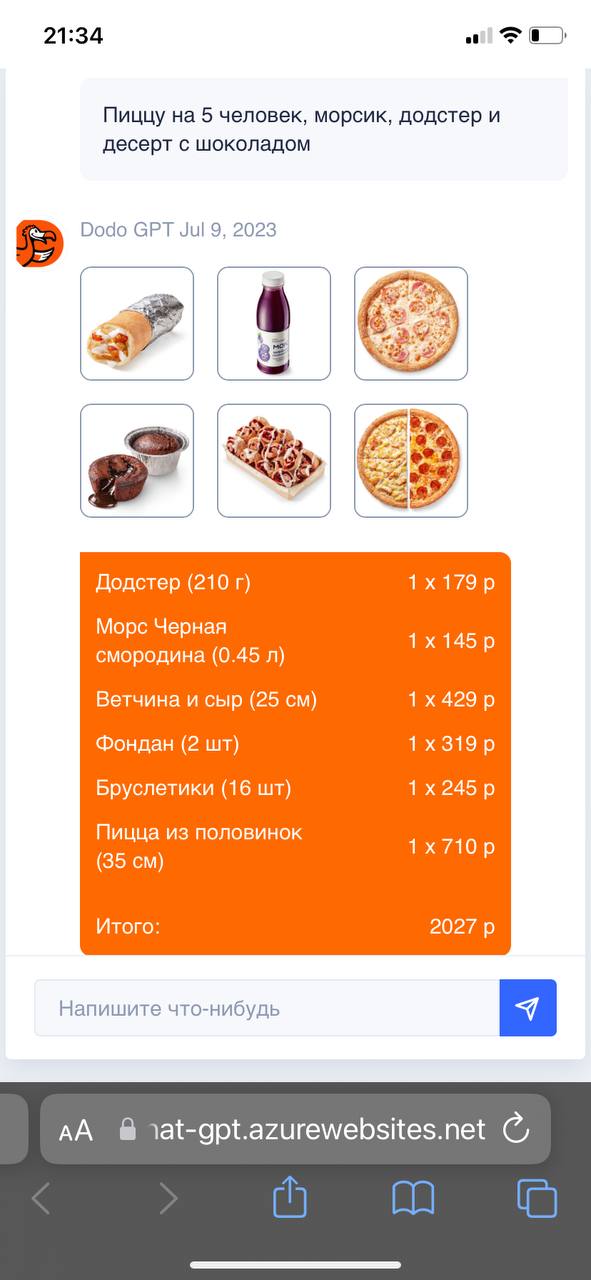 21:34
Пиццу на 5 человек, морсик, додстер и
десерт с шоколадом
Dodo GPT Jul 9, 2023
Додстер (210 г) 1 x 179 р
Морс Черная
смородина (0.45 л) 1 x 145 р
Ветчина и сыр (25 см) 1 x 429 р
Фондан (2 шт) 1 x 319 р
Бруслетики (16 шт) 1 x 245 р
Пицца из половинок
(35 см) 1 x 710 р
Итого: 2027 р
Напишите что-нибудь
AA at-gpt.azurewebsites.net